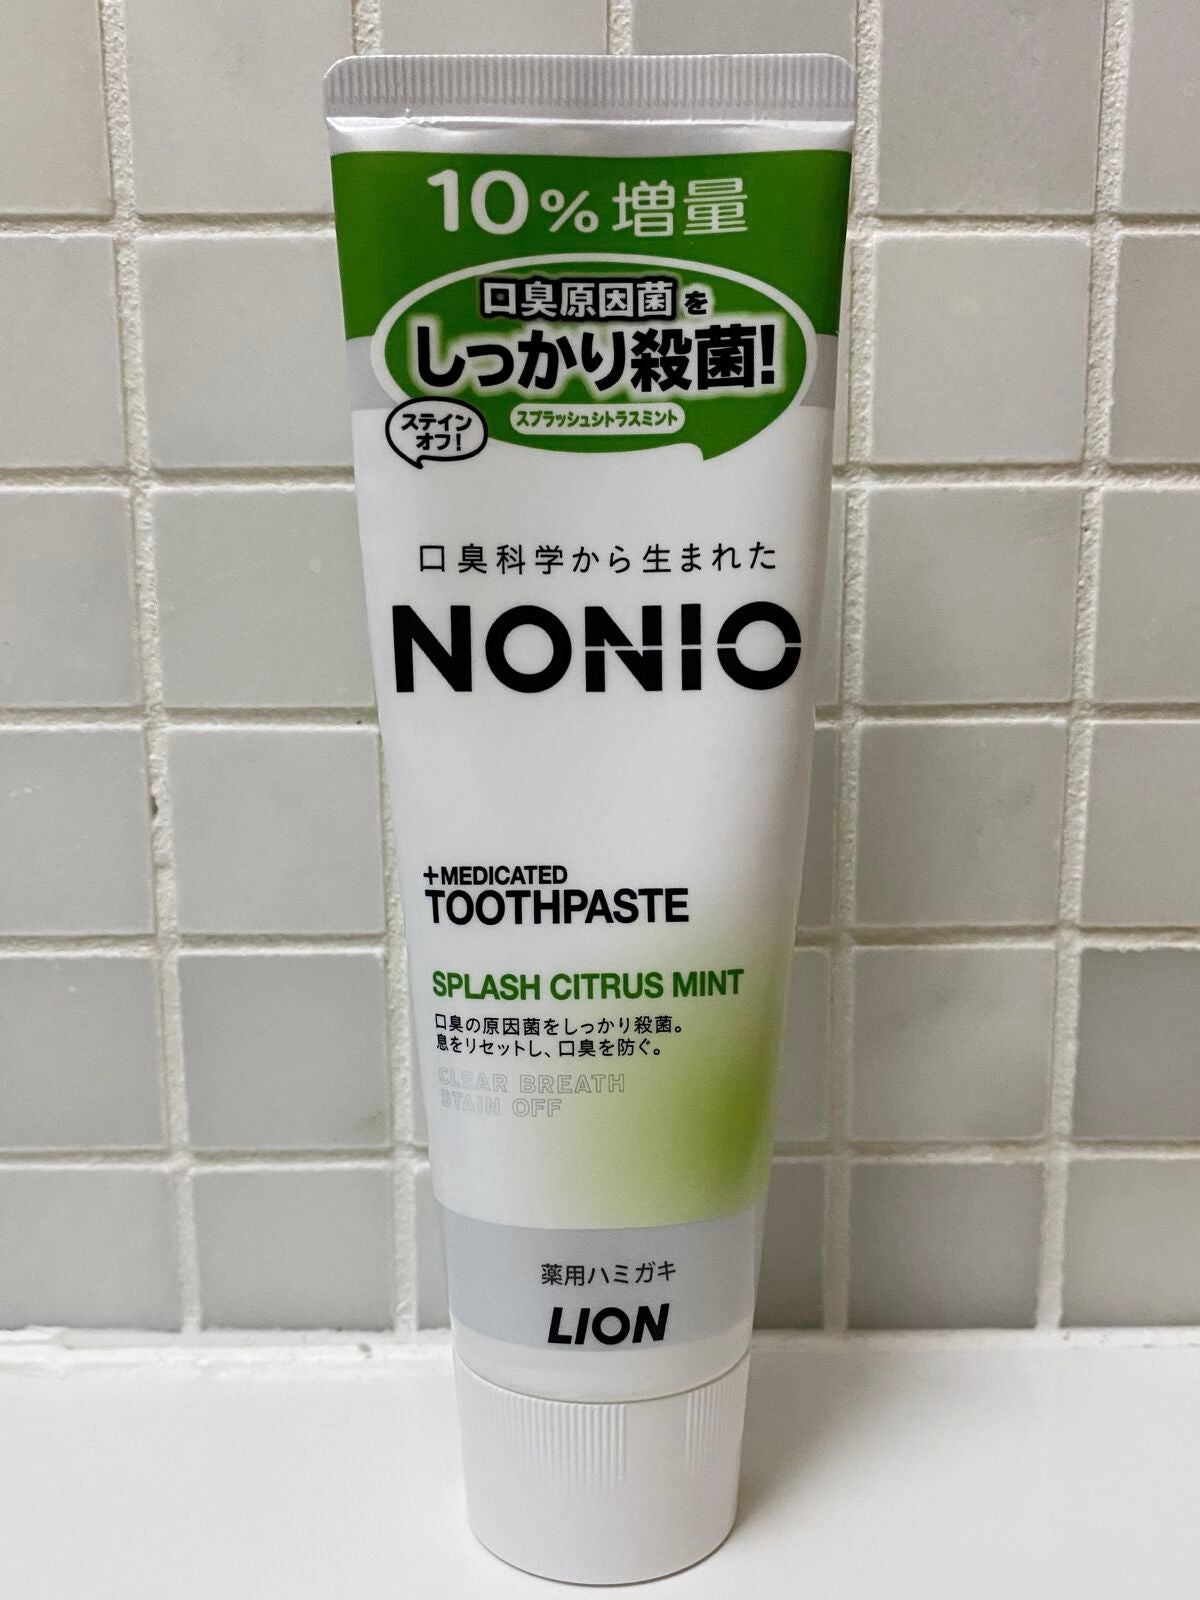 10%増量
口臭原因菌を
しっかり殺菌!
スプラッシュシトラスミント
ステイン
オフ!
口臭科学から生まれた
NONIO
+MEDICATED
TOOTHPASTE
SPLASH CITRUS MINT
口臭の原因菌をしっかり殺菌。
息をリセットし、口臭を防ぐ。
CLEAR BREATH
STAIN OFF
薬用ハミガキ
LION